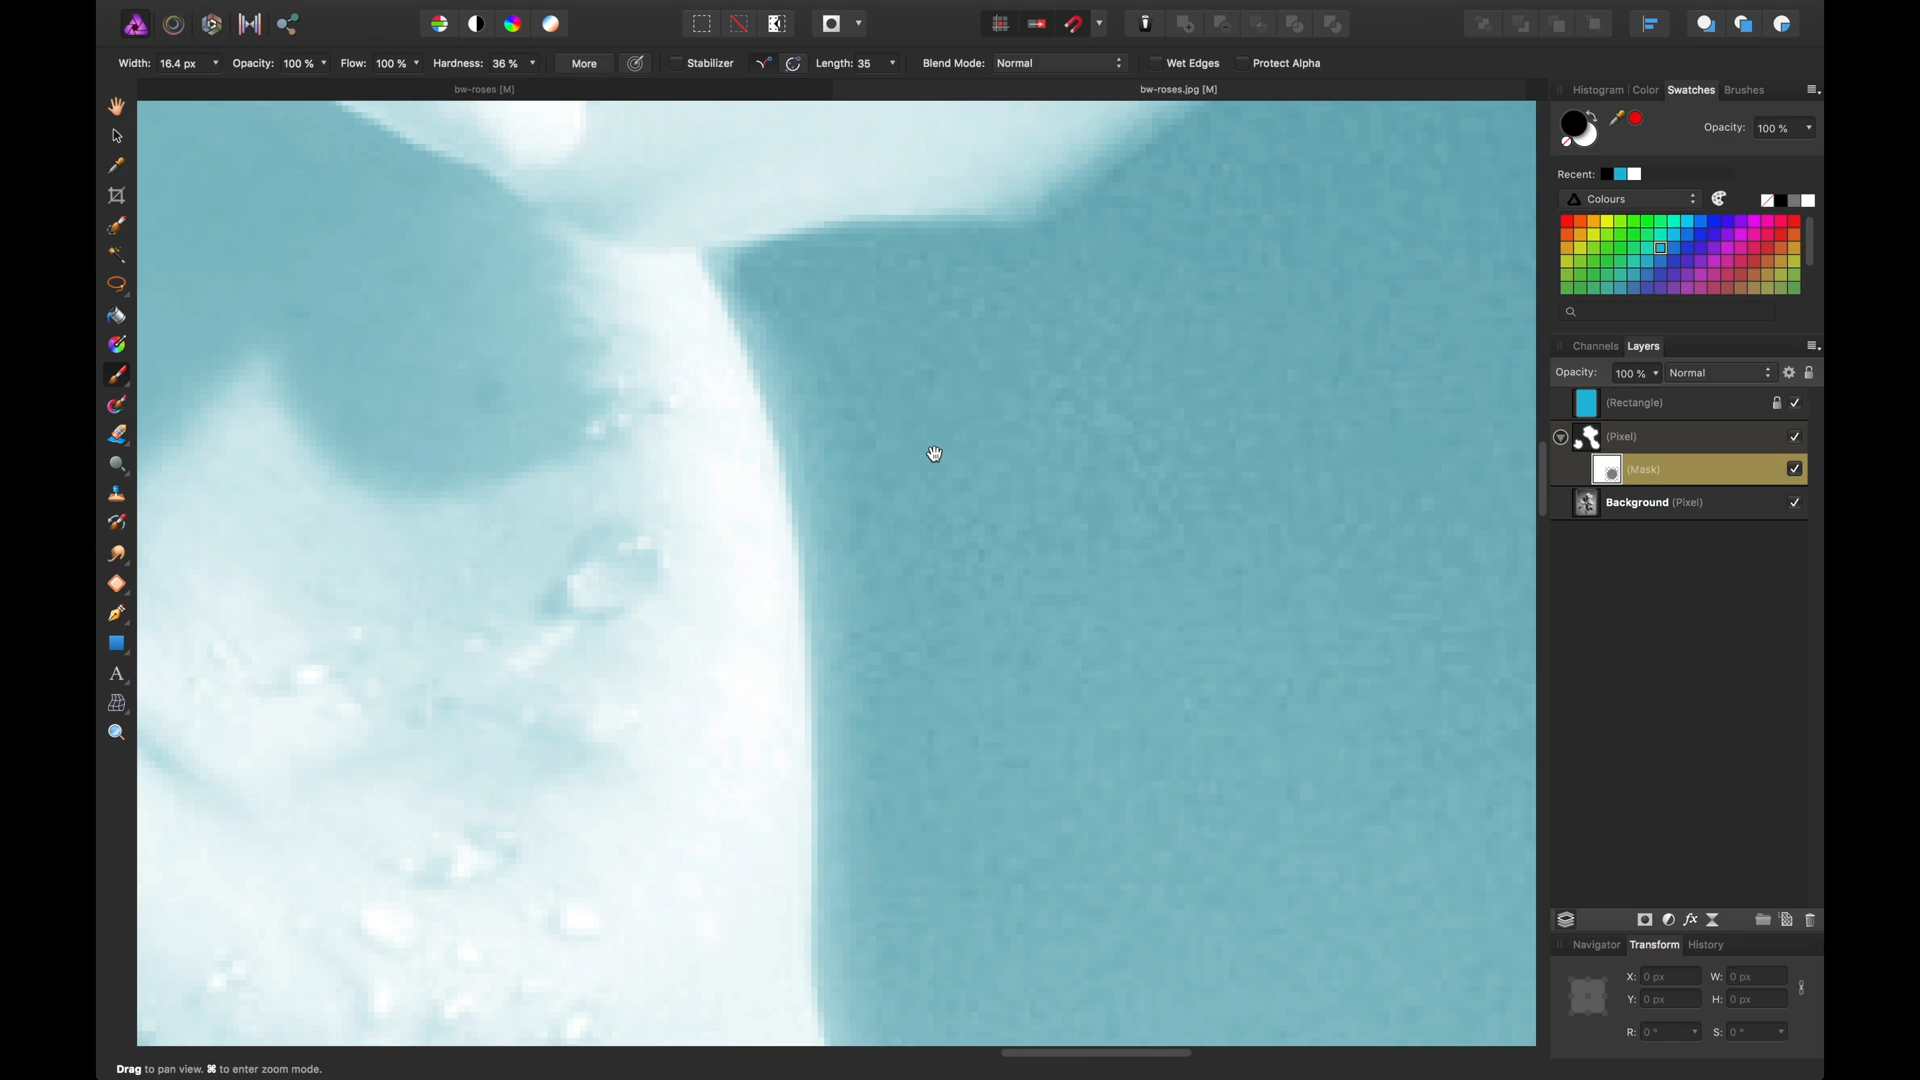 Width: 16.4 px Opacity: 100 % Flow: 100 % Hardness: 36 % More Stabilizer Length: 35 Blend Mode: Normal Wet Edges Protect Alpha
bw-roses [M] bw-roses.jpg [M]
Histogram Color Swatches Brushes
Opacity: 100 %
Recent:
Colours
Channels Layers
Opacity: 100 % Normal
(Rectangle)
(Pixel)
(Mask)
Background (Pixel)
fx
Navigator Transform History
X: 0 px W: 0 px
Y: 0 px H: 0 px
R: 0 ° S: 0 °
A
Drag to pan view. ⌘ to enter zoom mode.